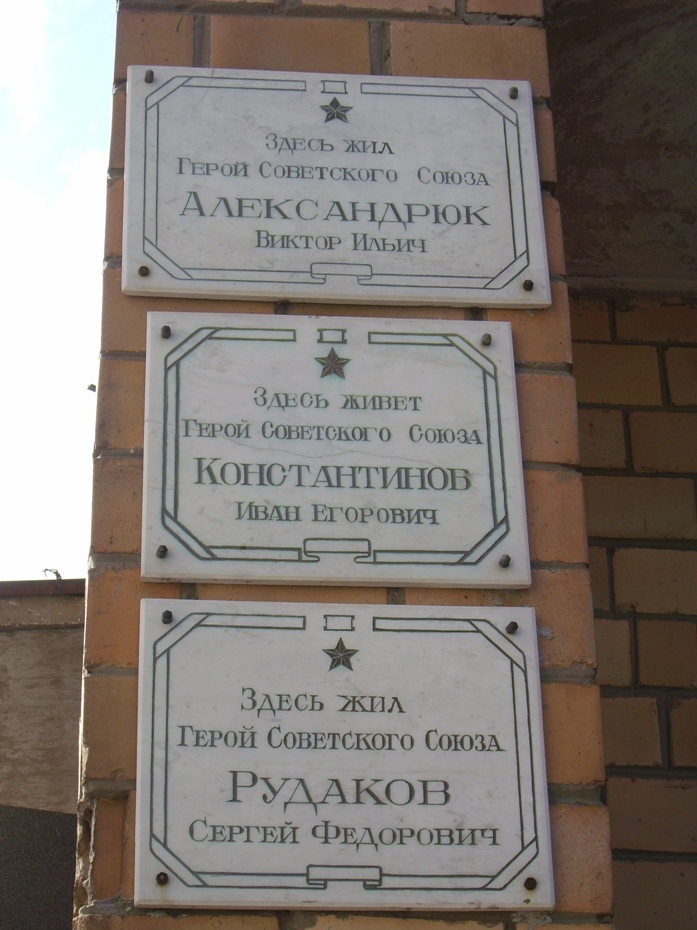 Здесь жил
Герой Советского Союза
Александрюк
Виктор Ильич
Здесь живет
Герой Советского Союза
Константинов
Иван Егорович
Здесь жил
Герой Советского Союза
Рудаков
Сергей Федорович